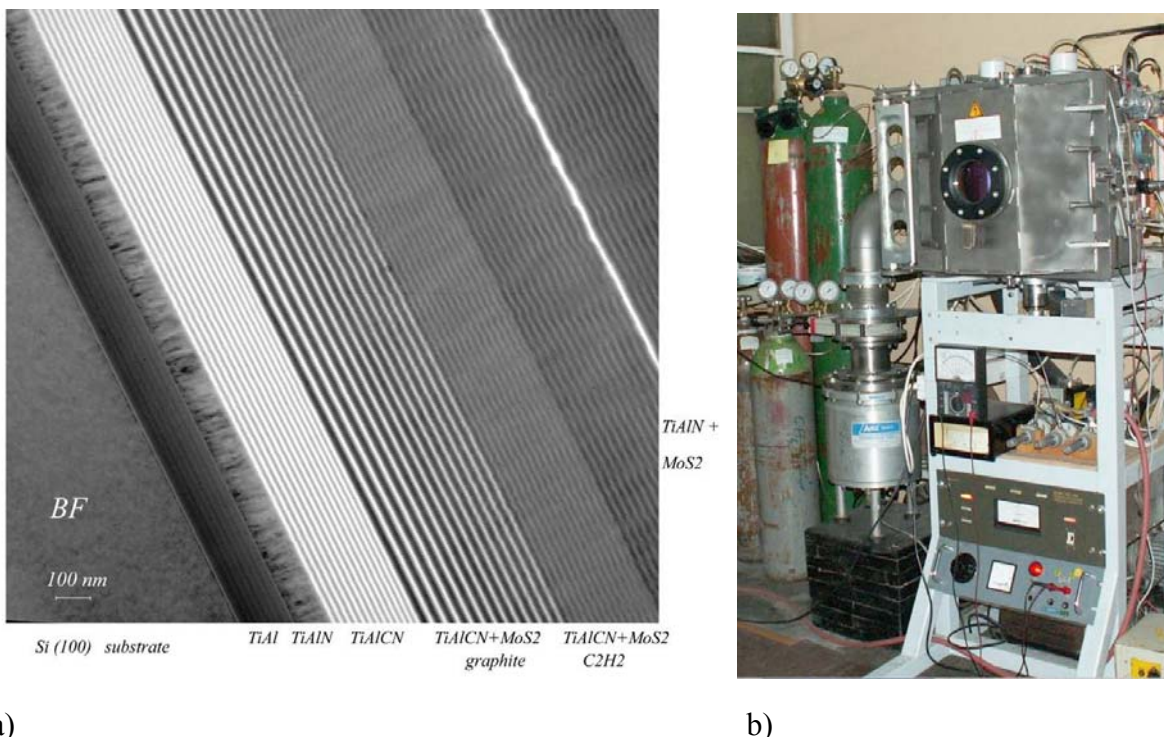 BF
100 nm
TiAlN +
MoS2
Si (100) substrate
TiAl TiAlN TiAlCN TiAlCN+MoS2 TiAlCN+MoS2
graphite C2H2
a) b)